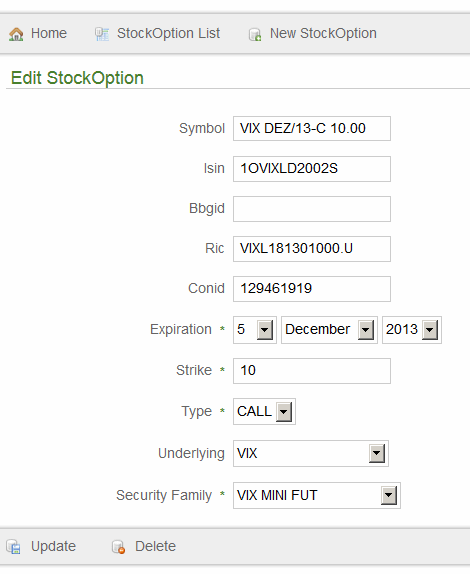 Home StockOption List New StockOption
Edit StockOption
Symbol VIX DEZ/13-C 10.00
Isin 1OVIXLD2002S
Bbgid
Ric VIXL181301000.U
Conid 129461919
Expiration * 5 December 2013
Strike * 10
Type * CALL
Underlying VIX
Security Family * VIX MINI FUT
Update Delete